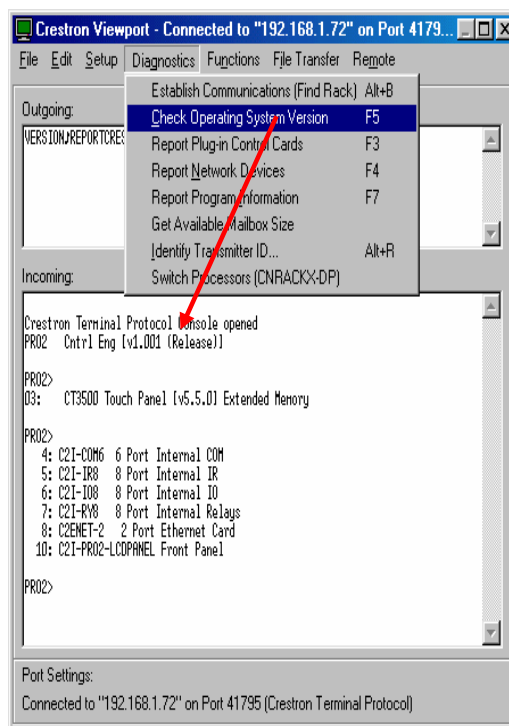 Crestron Viewport - Connected to "192.168.1.72" on Port 4179...
File Edit Setup Diagnostics Functions File Transfer Remote
Establish Communications (Find Rack) Alt+B
Check Operating System Version F5
Report Plug-in Control Cards F3
Report Network Devices F4
Report Program Information F7
Get Available Mailbox Size
Identify Transmitter ID... Alt+R
Switch Processors (CNRACKX-DP)
Outgoing:
VERSION♪REPORTCRES
Incoming:
Crestron Terminal Protocol Console opened
PRO2 Cntrl Eng [v1.001 (Release)]
PRO2>
03: CT3500 Touch Panel [v5.5.0] Extended Memory
PRO2>
4: C2I-COM6 6 Port Internal COM
5: C2I-IR8 8 Port Internal IR
6: C2I-IO8 8 Port Internal IO
7: C2I-RY8 8 Port Internal Relays
8: C2ENET-2 2 Port Ethernet Card
10: C2I-PRO2-LCDPANEL Front Panel
PRO2>
Port Settings:
Connected to "192.168.1.72" on Port 41795 (Crestron Terminal Protocol)